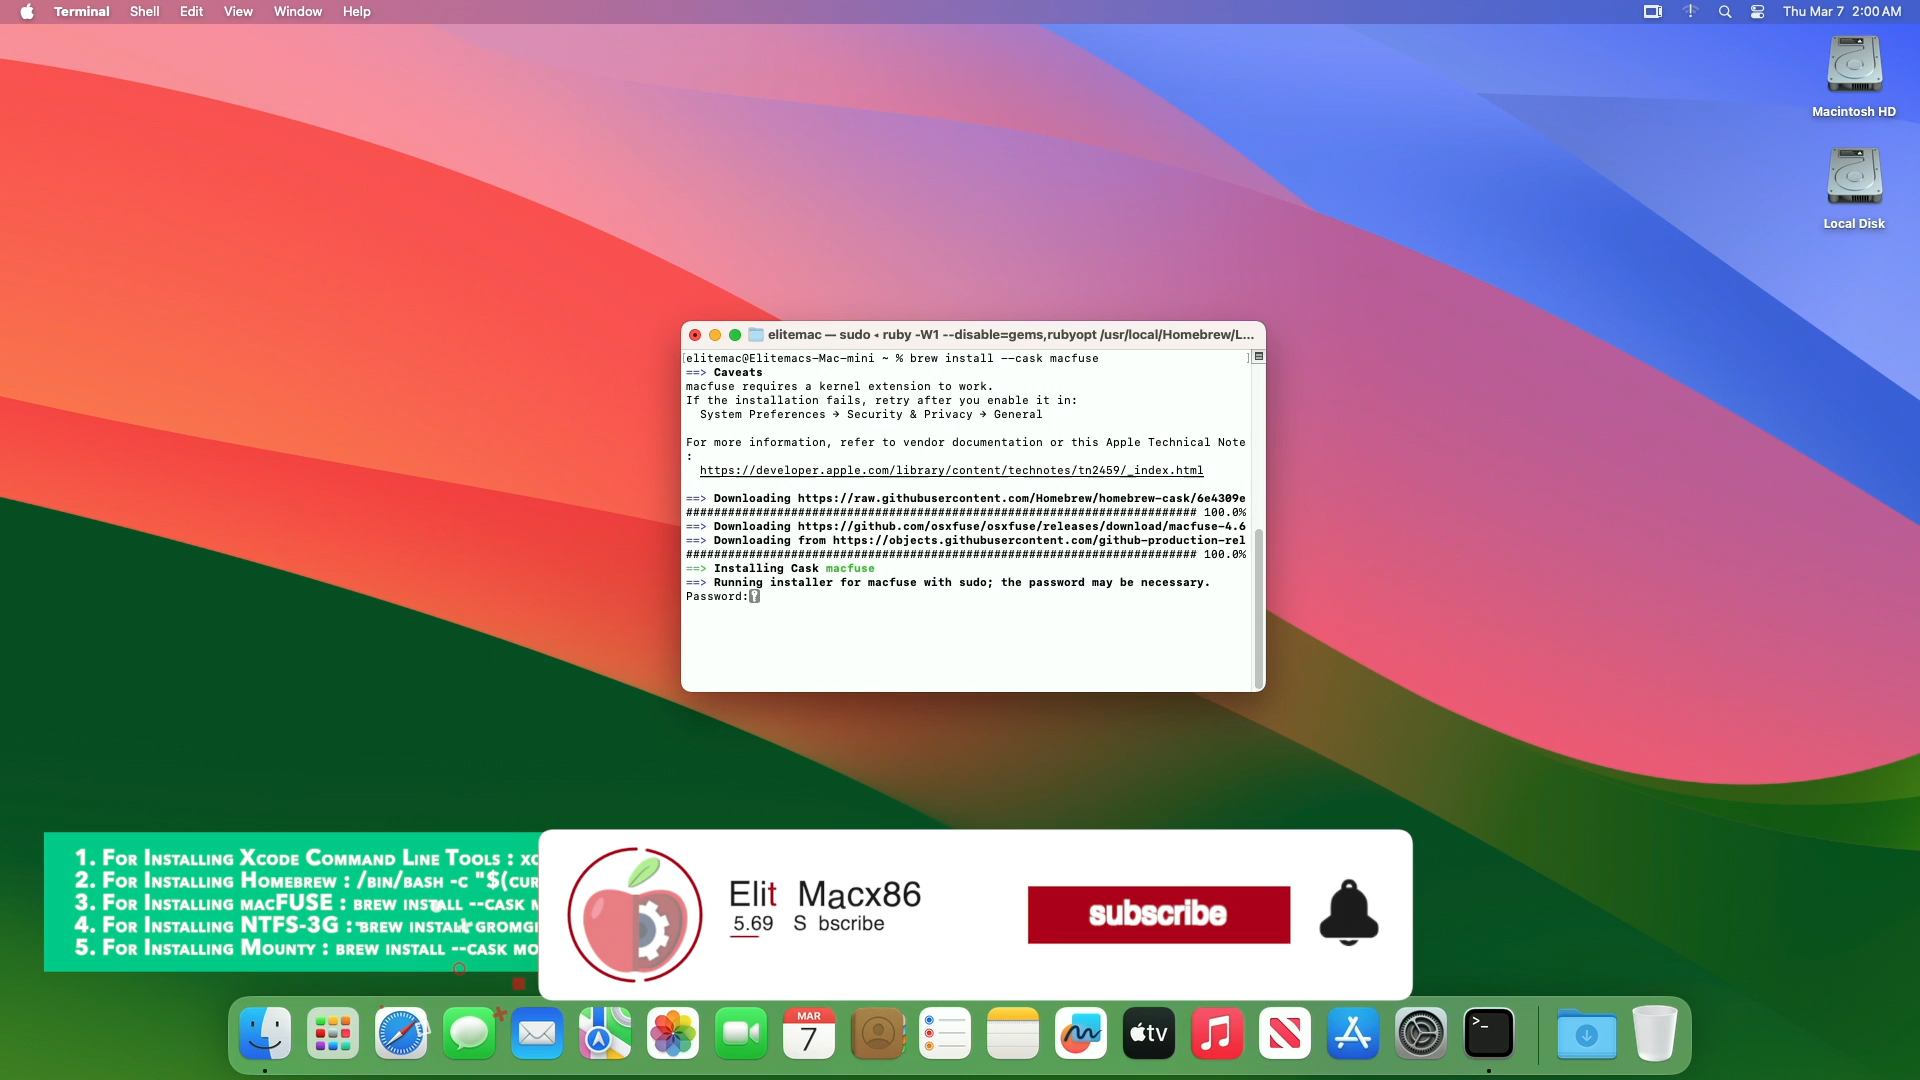 Terminal Shell Edit View Window Help
Thu Mar 7 2:00 AM
Macintosh HD
Local Disk
elitemac — sudo ◂ ruby -W1 --disable=gems,rubyopt /usr/local/Homebrew/L...
[elitemac@Elitemacs-Mac-mini ~ % brew install --cask macfuse ]
==> Caveats
macfuse requires a kernel extension to work.
If the installation fails, retry after you enable it in:
System Preferences → Security & Privacy → General
For more information, refer to vendor documentation or this Apple Technical Note
:
https://developer.apple.com/library/content/technotes/tn2459/_index.html
==> Downloading https://raw.githubusercontent.com/Homebrew/homebrew-cask/6e4309e
######################################################################### 100.0%
==> Downloading https://github.com/osxfuse/osxfuse/releases/download/macfuse-4.6
==> Downloading from https://objects.githubusercontent.com/github-production-rel
######################################################################### 100.0%
==> Installing Cask macfuse
==> Running installer for macfuse with sudo; the password may be necessary.
Password:
1. For Installing Xcode Command Line Tools : xc
2. For Installing Homebrew : /bin/bash -c "$(cur
3. For Installing macFUSE : brew install --cask m
4. For Installing NTFS-3G : brew install gromgi
5. For Installing Mounty : brew install --cask mo
Elit Macx86
5.69 S bscribe
subscribe
MAR
7
tv
>_